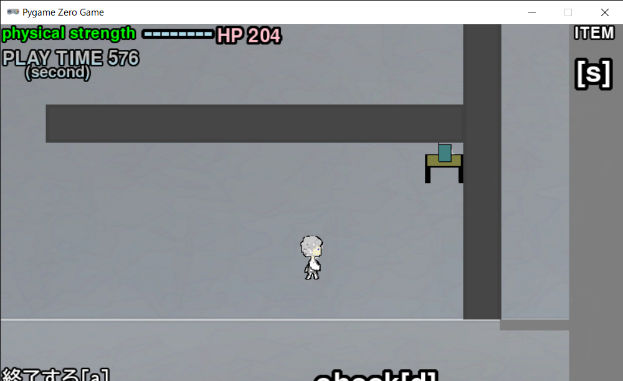 Pygame Zero Game
physical strength -------- HP 204
ITEM
PLAY TIME 576
(second)
[s]
終了する[a]
check[d]